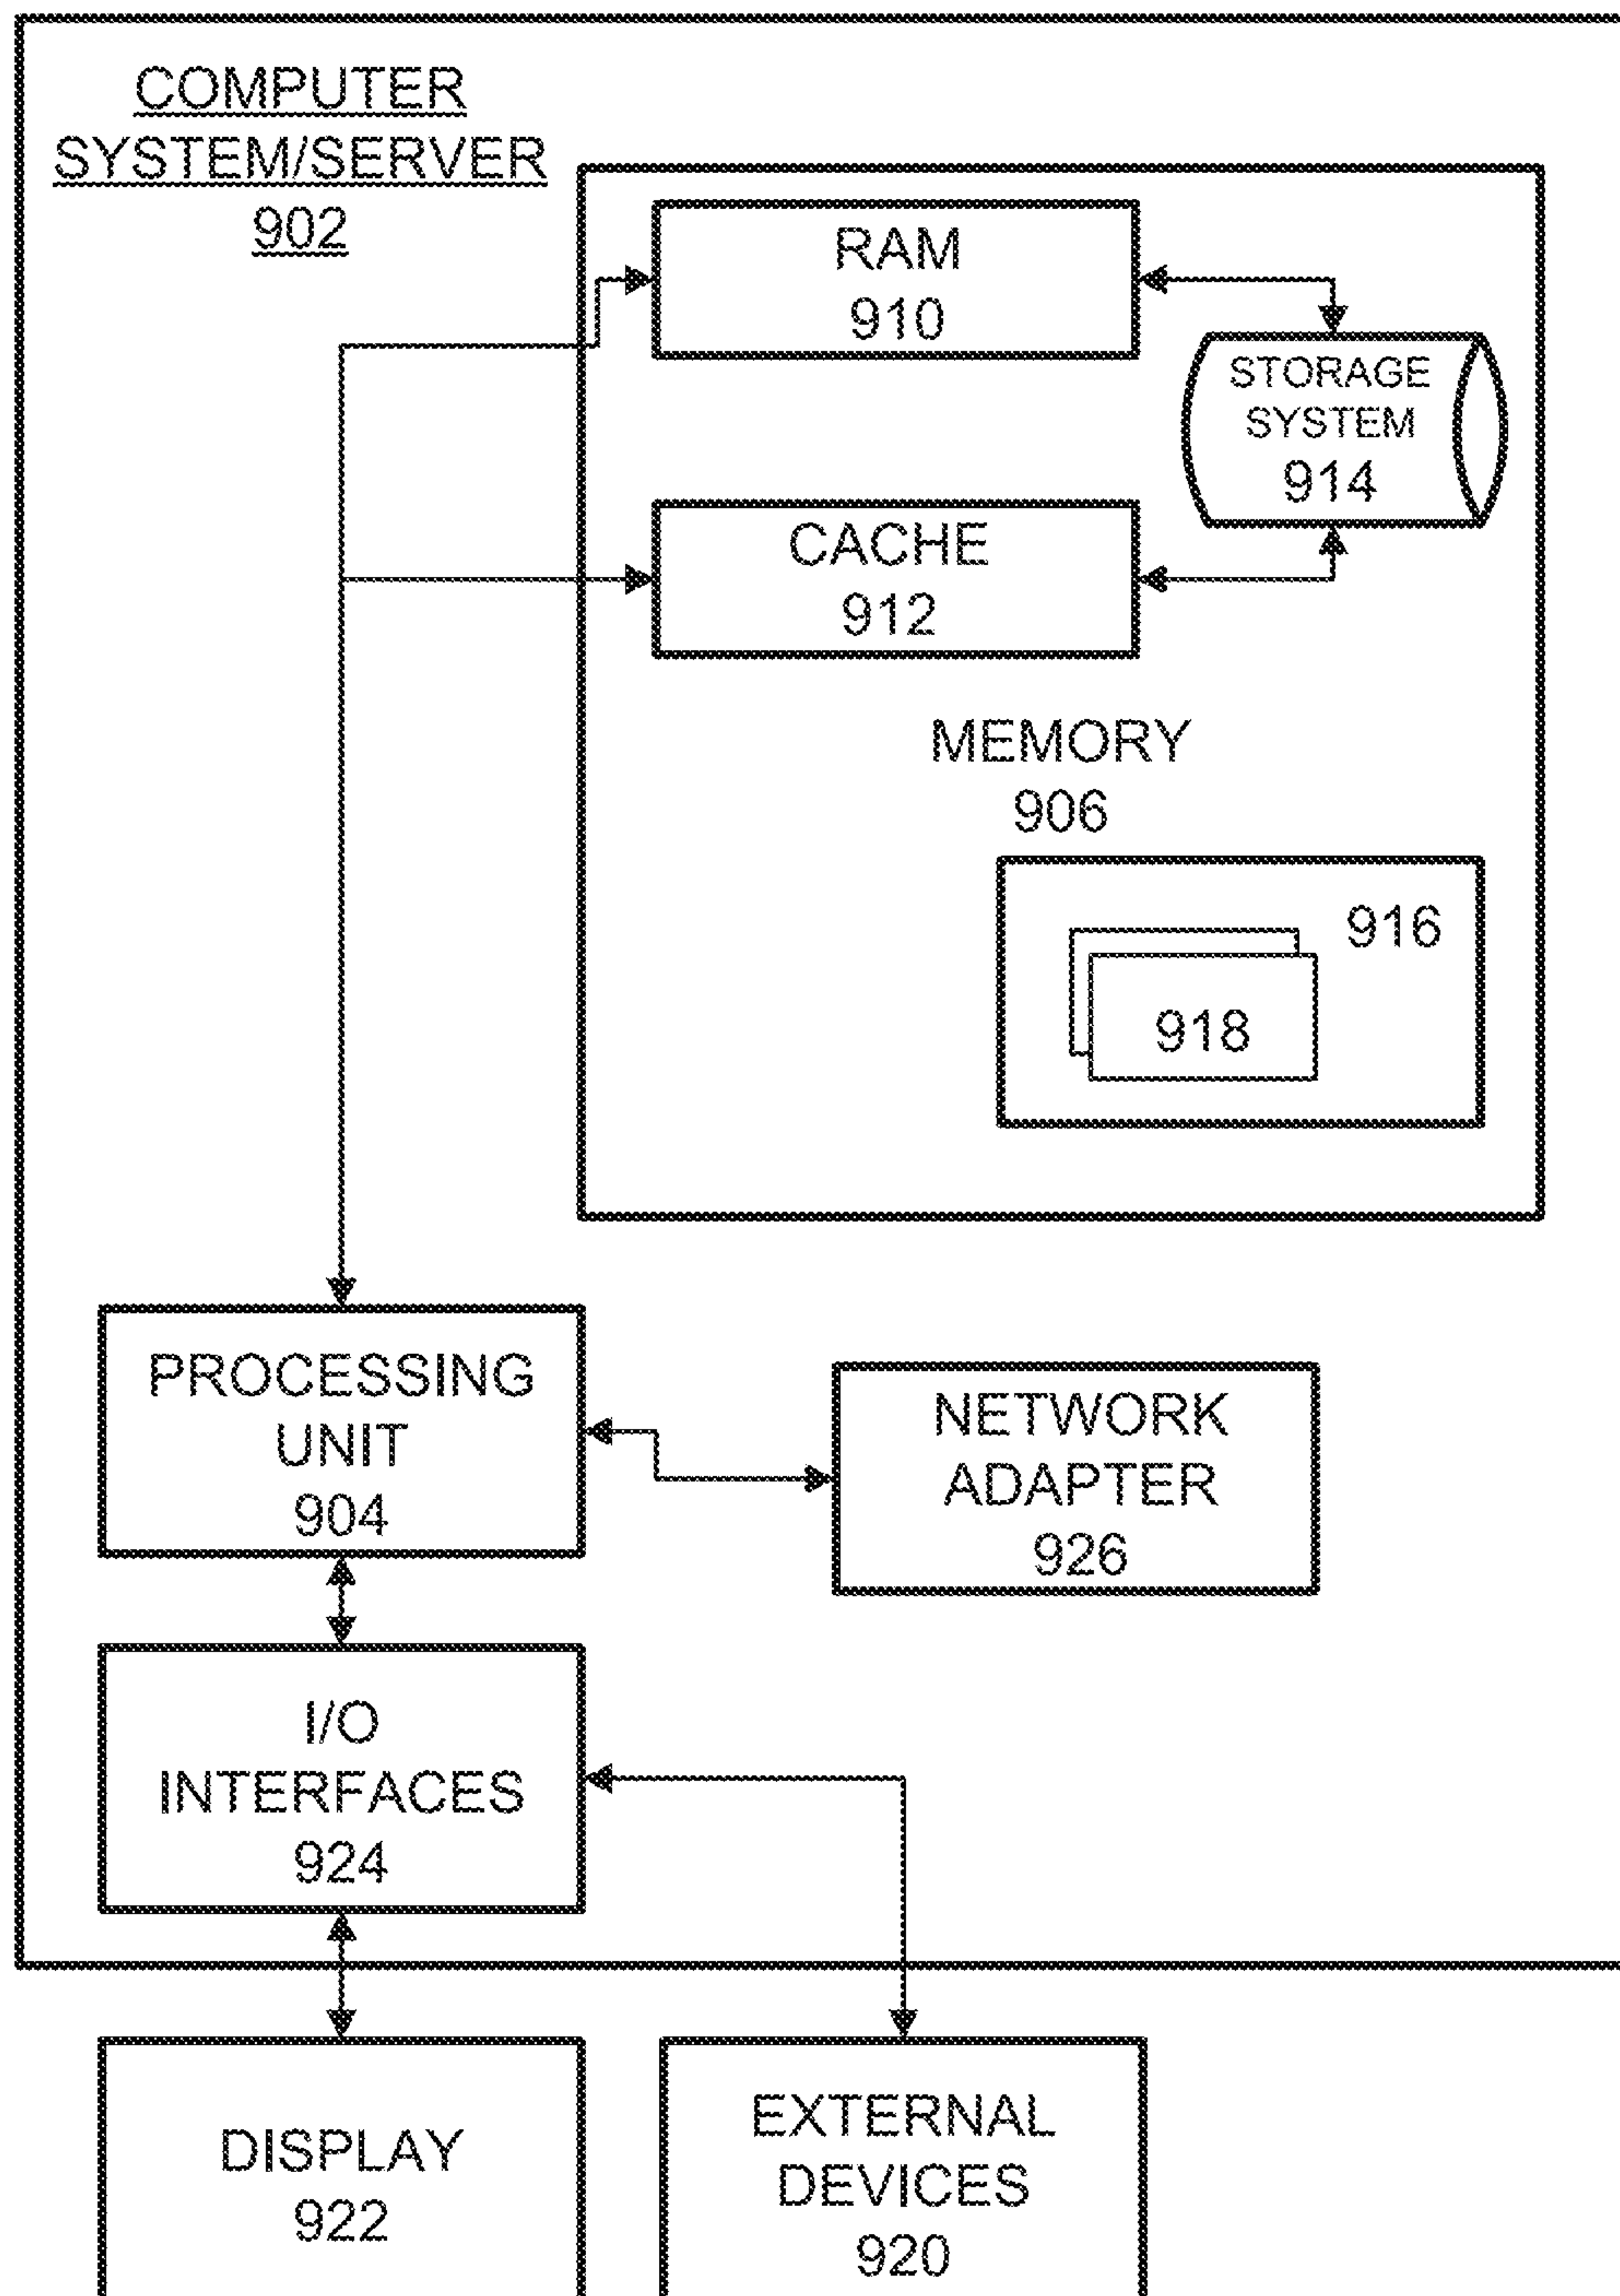 COMPUTER
SYSTEM/SERVER
902
RAM
910
STORAGE
SYSTEM
914
CACHE
912
MEMORY
906
916
918
PROCESSING
UNIT
904
NETWORK
ADAPTER
926
I/O
INTERFACES
924
DISPLAY
922
EXTERNAL
DEVICES
920